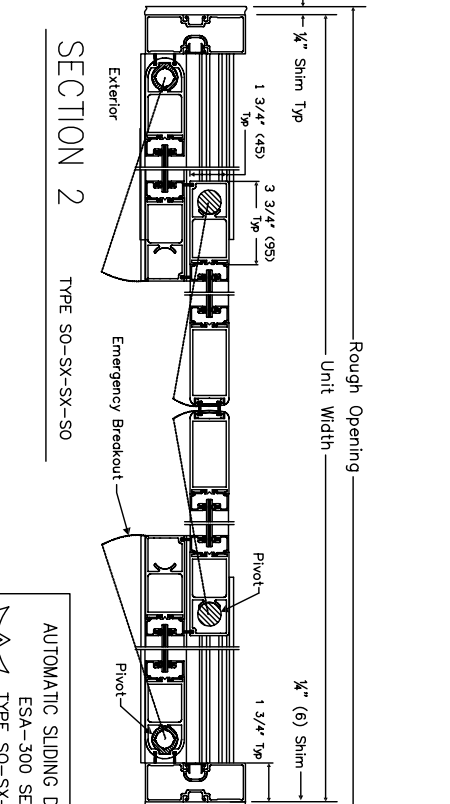 Rough Opening
Unit Width
¼" Shim Typ
1 3/4" (45)
Typ
3 3/4" (95)
Typ
Pivot
¼" (6) Shim
1 3/4" Typ
Exterior
Emergency Breakout
Pivot
SECTION 2
TYPE SO-SX-SX-SO
AUTOMATIC SLIDING D
ESA-300 SE
TYPE SO-SX-